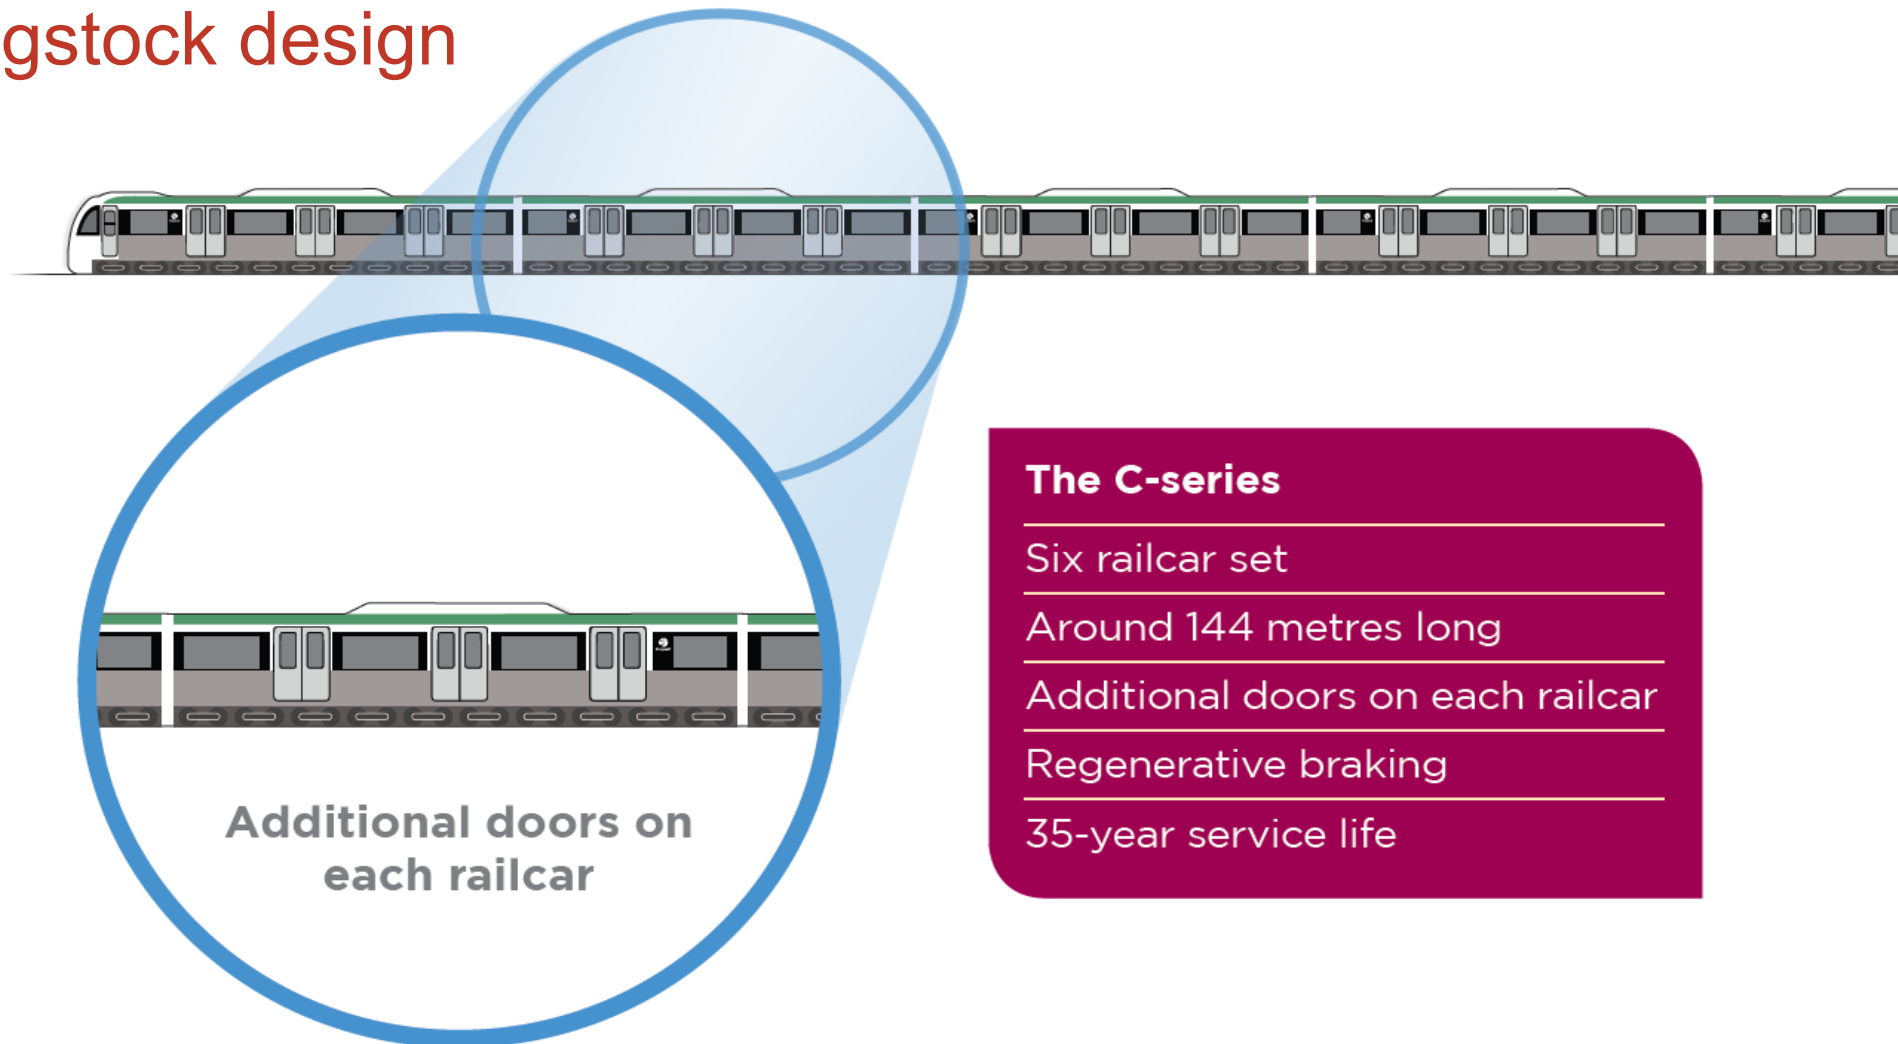 gstock design
The C-series
Six railcar set
Around 144 metres long
Additional doors on each railcar
Regenerative braking
35-year service life
Additional doors on
each railcar